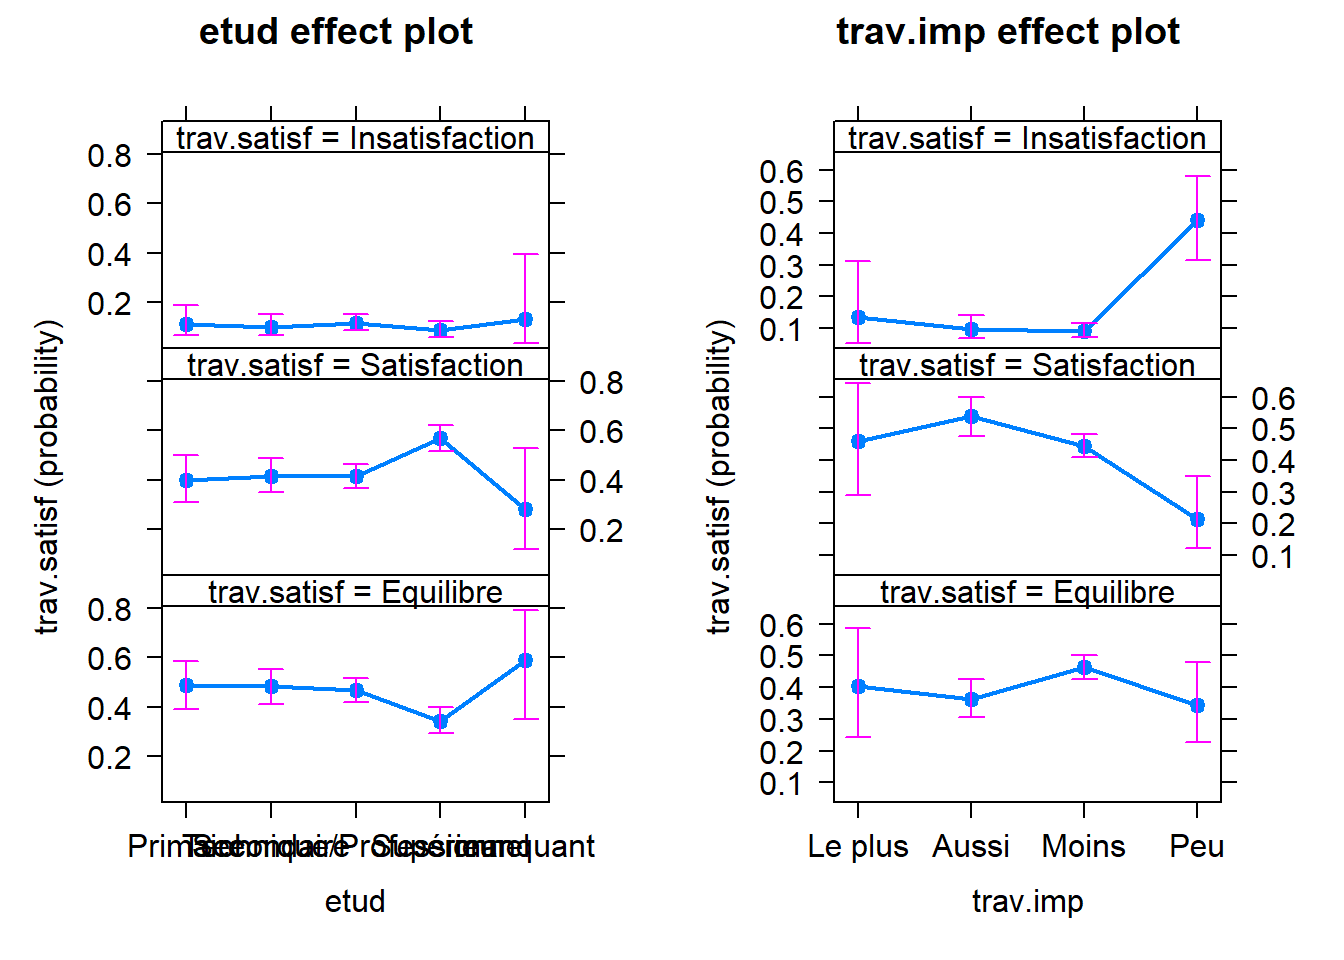 etud effect plot
trav.satisf (probability)
trav.satisf = Insatisfaction
0.8
0.6
0.4
0.2
trav.satisf = Satisfaction
0.8
0.6
0.4
0.2
trav.satisf = Equilibre
0.8
0.6
0.4
0.2
etud
trav.imp effect plot
trav.satisf (probability)
trav.satisf = Insatisfaction
0.6
0.5
0.4
0.3
0.2
0.1
trav.satisf = Satisfaction
0.6
0.5
0.4
0.3
0.2
0.1
trav.satisf = Equilibre
0.6
0.5
0.4
0.3
0.2
0.1
Le plus Aussi Moins Peu
trav.imp